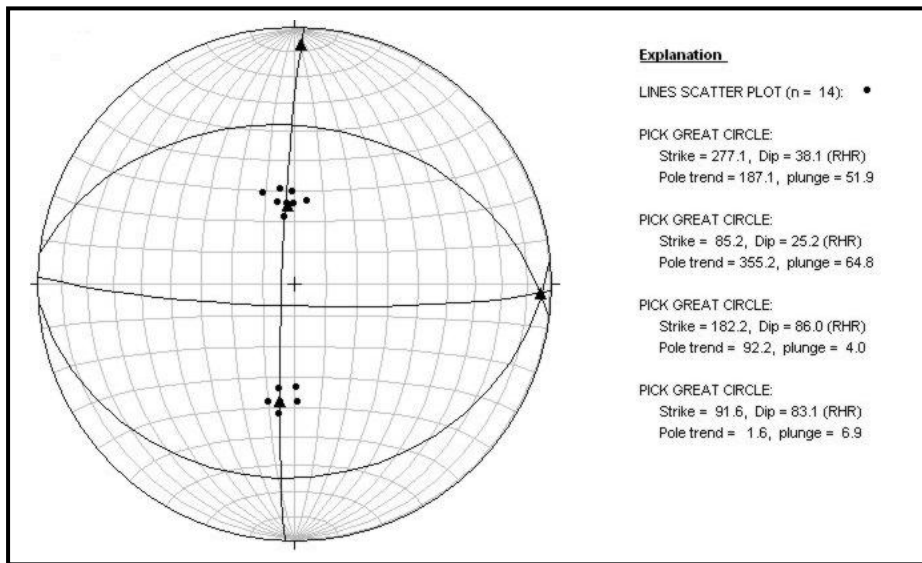 Explanation
LINES SCATTER PLOT (n = 14):
PICK GREAT CIRCLE:
Strike = 277.1, Dip = 38.1 (RHR)
Pole trend = 187.1, plunge = 51.9
PICK GREAT CIRCLE:
Strike = 85.2, Dip = 25.2 (RHR)
Pole trend = 355.2, plunge = 64.8
PICK GREAT CIRCLE:
Strike = 182.2, Dip = 86.0 (RHR)
Pole trend = 92.2, plunge = 4.0
PICK GREAT CIRCLE:
Strike = 91.6, Dip = 83.1 (RHR)
Pole trend = 1.6, plunge = 6.9